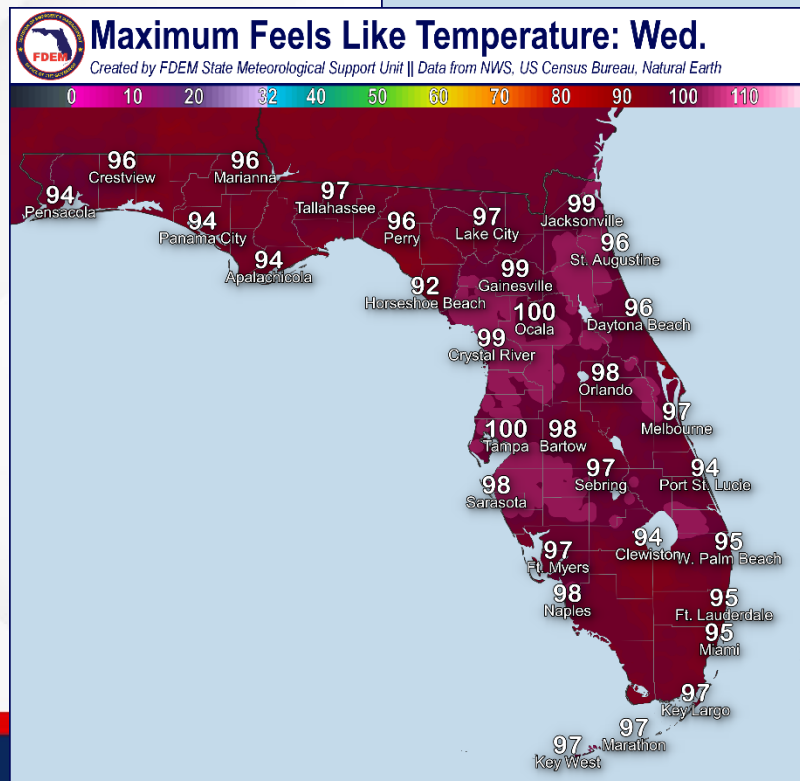 Maximum Feels Like Temperature: Wed.
Created by FDEM State Meteorological Support Unit || Data from NWS, US Census Bureau, Natural Earth
FDEM
0 10 20 32 40 50 60 70 80 90 100 110
96
Crestview
96
Marianna
94
Pensacola
97
Tallahassee
94
Panama City
96
Perry
97
Lake City
99
Jacksonville
96
St. Augustine
94
Apalachicola
99
Gainesville
92
Horseshoe Beach
100
Ocala
96
Daytona Beach
99
Crystal River
98
Orlando
97
Melbourne
100
Tampa
98
Bartow
97
Sebring
94
Port St. Lucie
98
Sarasota
94
Clewiston
95
W. Palm Beach
97
Ft. Myers
98
Naples
95
Ft. Lauderdale
95
Miami
97
Key Largo
97
Marathon
97
Key West